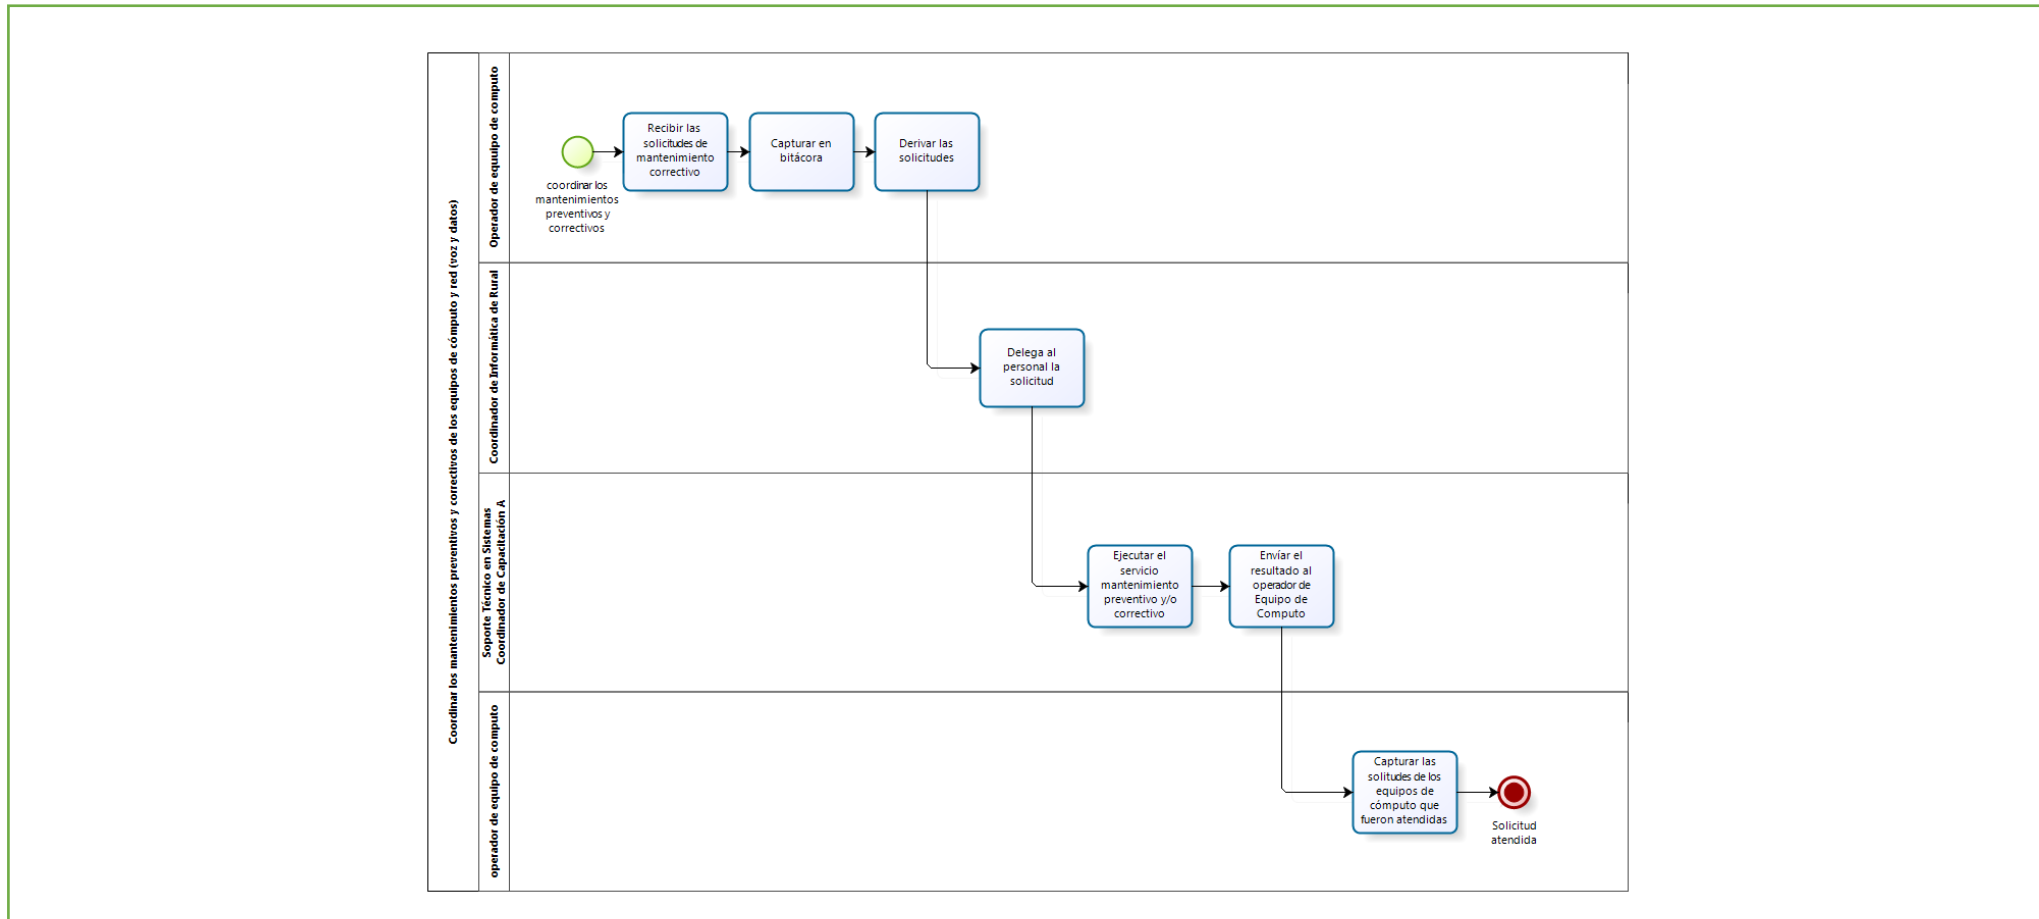 Coordinar los mantenimientos preventivos y correctivos de los equipos de cómputo y red (voz y datos)
Operador de equuipo de computo
coordinar los
mantenimientos
preventivos y
correctivos
Recibir las
solicitudes de
mantenimiento
correctivo
Capturar en
bitácora
Derivar las
solicitudes
Coordinador de Informática de Rural
Delega al
personal la
solicitud
Soporte Técnico en Sistemas
Coordinador de Capacitación A
Ejecutar el
servicio
mantenimiento
preventivo y/o
correctivo
Envíar el
resultado al
operador de
Equipo de
Computo
operador de equipo de computo
Capturar las
solitudes de los
equipos de
cómputo que
fueron atendidas
Solicitud
atendida